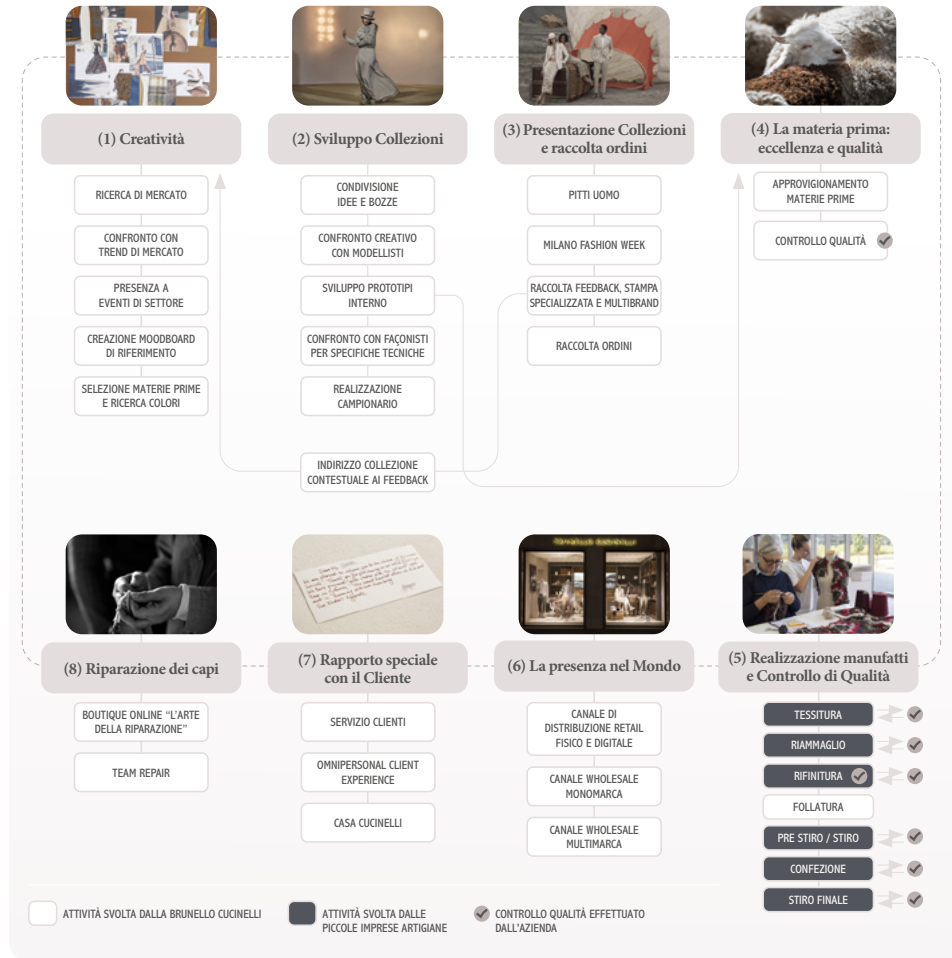 (1) Creatività
RICERCA DI MERCATO
CONFRONTO CON
TREND DI MERCATO
PRESENZA A
EVENTI DI SETTORE
CREAZIONE MOODBOARD
DI RIFERIMENTO
SELEZIONE MATERIE PRIME
E RICERCA COLORI
(2) Sviluppo Collezioni
CONDIVISIONE
IDEE E BOZZE
CONFRONTO CREATIVO
CON MODELLISTI
SVILUPPO PROTOTIPI
INTERNO
CONFRONTO CON FAÇONISTI
PER SPECIFICHE TECNICHE
REALIZZAZIONE
CAMPIONARIO
INDIRIZZO COLLEZIONE
CONTESTUALE AI FEEDBACK
(3) Presentazione Collezioni
e raccolta ordini
PITTI UOMO
MILANO FASHION WEEK
RACCOLTA FEEDBACK, STAMPA
SPECIALIZZATA E MULTIBRAND
RACCOLTA ORDINI
(4) La materia prima:
eccellenza e qualità
APPROVIGIONAMENTO
MATERIE PRIME
CONTROLLO QUALITÀ
(8) Riparazione dei capi
BOUTIQUE ONLINE “L’ARTE
DELLA RIPARAZIONE”
TEAM REPAIR
(7) Rapporto speciale
con il Cliente
SERVIZIO CLIENTI
OMNIPERSONAL CLIENT
EXPERIENCE
CASA CUCINELLI
(6) La presenza nel Mondo
CANALE DI
DISTRIBUZIONE RETAIL
FISICO E DIGITALE
CANALE WHOLESALE
MONOMARCA
CANALE WHOLESALE
MULTIMARCA
(5) Realizzazione manufatti
e Controllo di Qualità
TESSITURA
RIAMMAGLIO
RIFINITURA
FOLLATURA
PRE STIRO / STIRO
CONFEZIONE
STIRO FINALE
ATTIVITÀ SVOLTA DALLA BRUNELLO CUCINELLI
ATTIVITÀ SVOLTA DALLE
PICCOLE IMPRESE ARTIGIANE
CONTROLLO QUALITÀ EFFETTUATO
DALL’AZIENDA